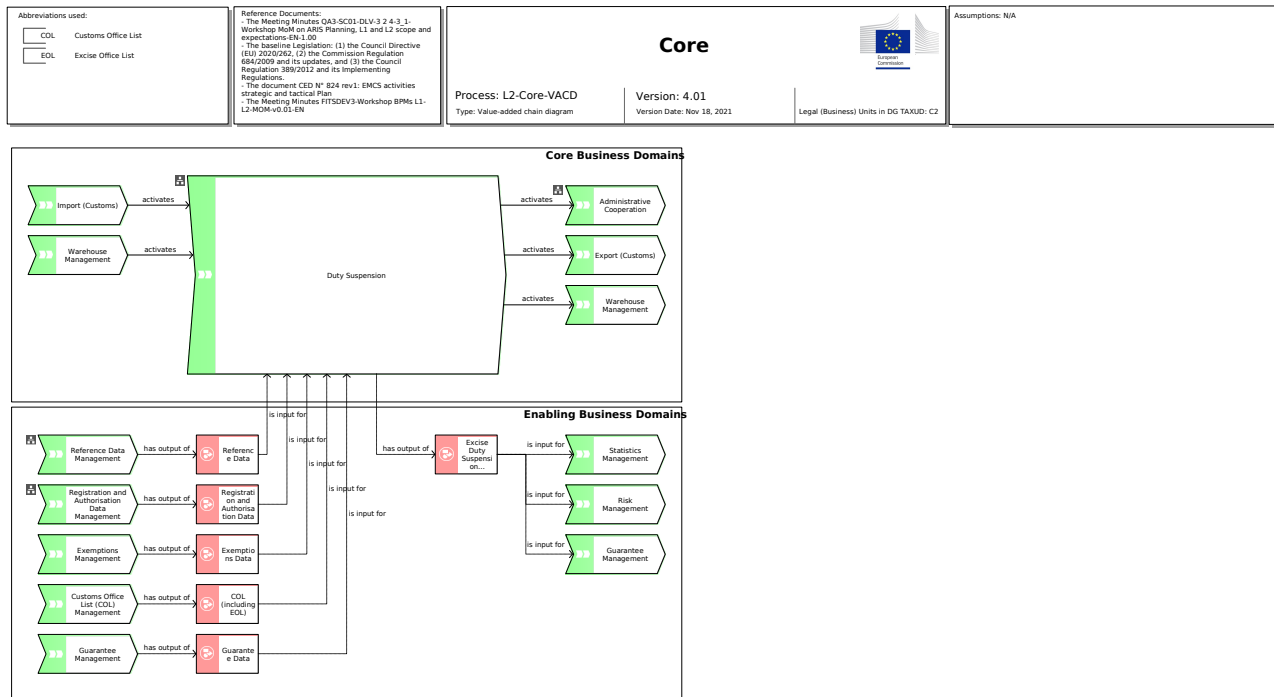 Abbreviations used:
COL Customs Office List
EOL Excise Office List
Reference Documents:
- The Meeting Minutes QA3-SC01-DLV-3 2 4-3_1-
Workshop MoM on ARIS Planning, L1 and L2 scope and
expectations-EN-1.00
- The baseline Legislation: (1) the Council Directive
(EU) 2020/262, (2) the Commission Regulation
684/2009 and its updates, and (3) the Council
Regulation 389/2012 and its Implementing
Regulations.
- The document CED N° 824 rev1: EMCS activities
strategic and tactical Plan
- The Meeting Minutes FITSDEV3-Workshop BPMs L1-
L2-MOM-v0.01-EN
Core
European
Commission
Process: L2-Core-VACD
Type: Value-added chain diagram
Version: 4.01
Version Date: Nov 18, 2021
Legal (Business) Units in DG TAXUD: C2
Assumptions: N/A
Core Business Domains
Import (Customs)
activates
Warehouse
Management
activates
Duty Suspension
activates
Administrative
Cooperation
activates
Export (Customs)
activates
Warehouse
Management
Enabling Business Domains
is input for
is input for
is input for
is input for
is input for
Reference Data
Management
has output of
Referenc
e Data
Registration and
Authorisation
Data
Management
has output of
Registrati
on and
Authorisa
tion Data
Exemptions
Management
has output of
Exemptio
ns Data
Customs Office
List (COL)
Management
has output of
COL
(including
EOL)
Guarantee
Management
has output of
Guarante
e Data
has output of
Excise
Duty
Suspensi
on...
is input for
Statistics
Management
is input for
Risk
Management
is input for
Guarantee
Management